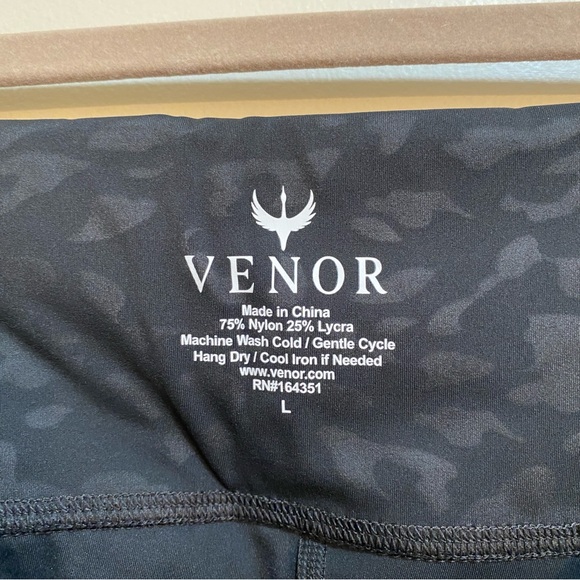 VENOR
Made in China
75% Nylon 25% Lycra
Machine Wash Cold / Gentle Cycle
Hang Dry / Cool Iron if Needed
www.venor.com
RN#164351
L